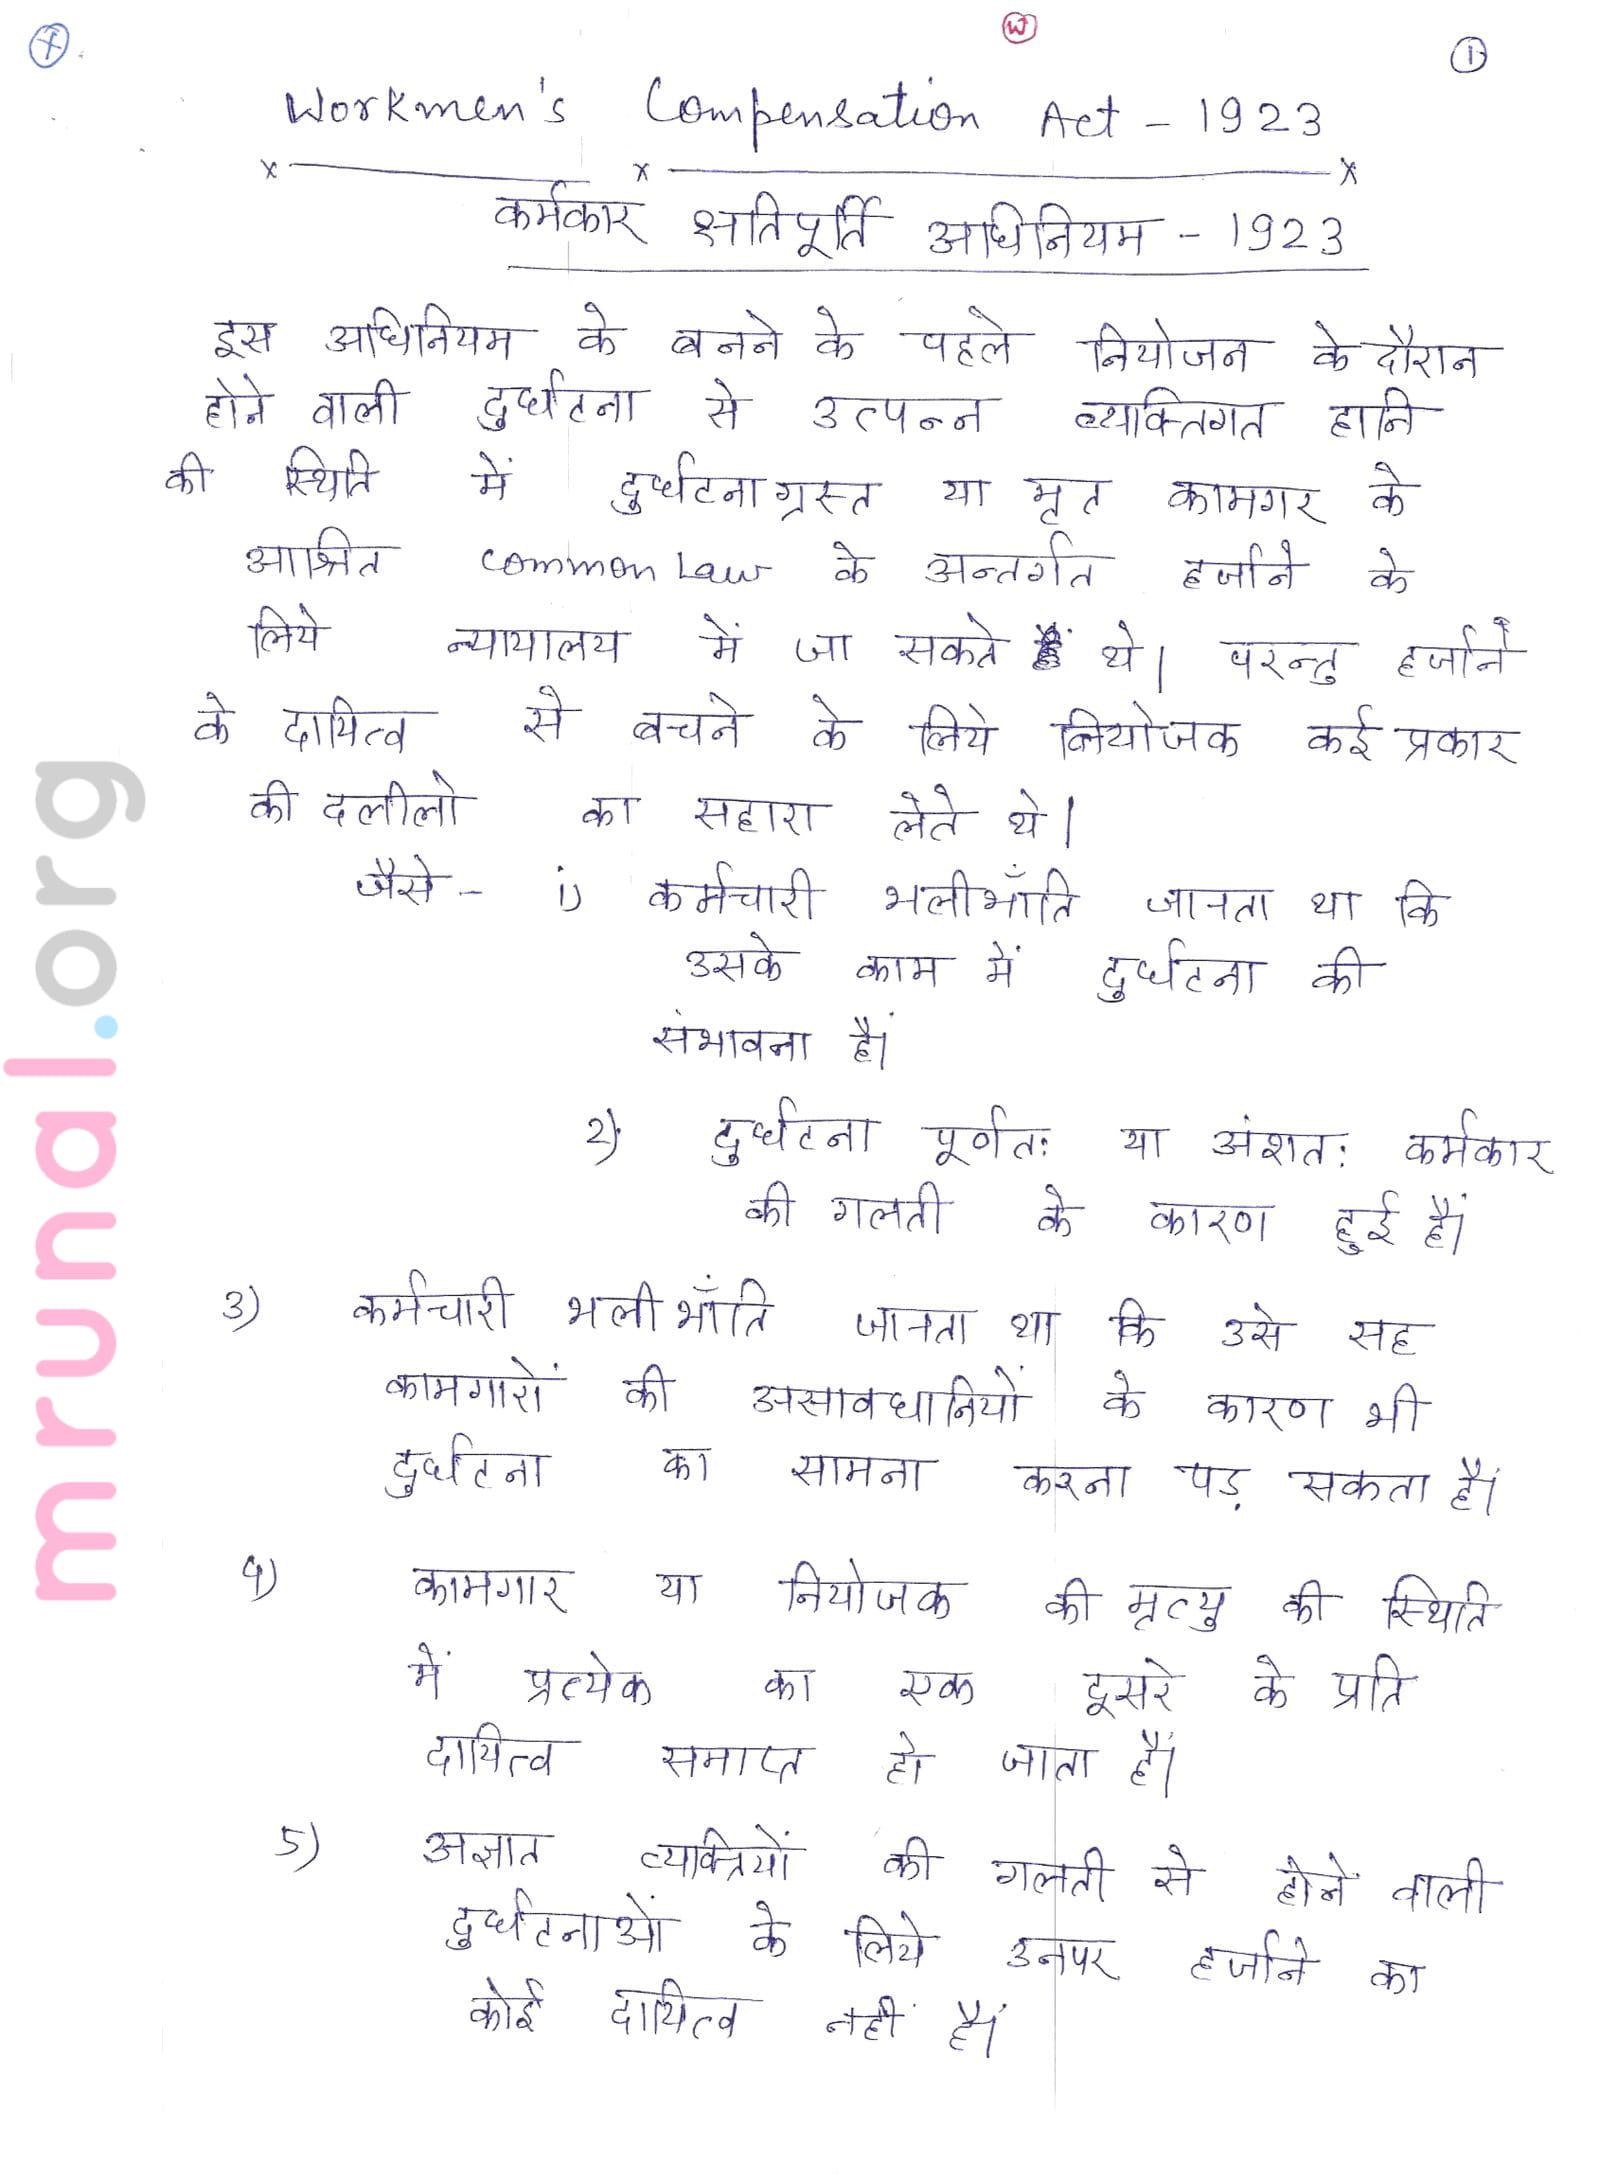 W
1
Workmen's Compensation Act - 1923
कर्मकार क्षतिपूर्ति अधिनियम - 1923
इस अधिनियम के बनने के पहले नियोजन के दौरान
होने वाली दुर्घटना से उत्पन्न व्यक्तिगत हानि
की स्थिति में दुर्घटनाग्रस्त या मृत कामगर के
आश्रित common Law के अन्तर्गत हर्जाने के
लिये न्यायालय में जा सकते थे। परन्तु हर्जाने
के दायित्व से बचने के लिये नियोजक कई प्रकार
की दलीलो का सहारा लेते थे।
जैसे - i) कर्मचारी भलीभाँति जानता था कि
उसके काम में दुर्घटना की
संभावना हैं।
2) दुर्घटना पूर्णतः या अंशतः कर्मकार
की गलती के कारण हुई हैं।
3) कर्मचारी भलीभाँति जानता था कि उसे सह
कामगारों की असावधानियों के कारण भी
दुर्घटना का सामना करना पड़ सकता हैं।
4) कामगार या नियोजक की मृत्यु की स्थिति
में प्रत्येक का एक दूसरे के प्रति
दायित्व समाप्त हो जाता हैं।
5) अज्ञात व्यक्तियों की गलती से होनें वाली
दुर्घटनाओं के लिये उनपर हर्जाने का
कोई दायित्व नहीं हैं।
mrunal.org